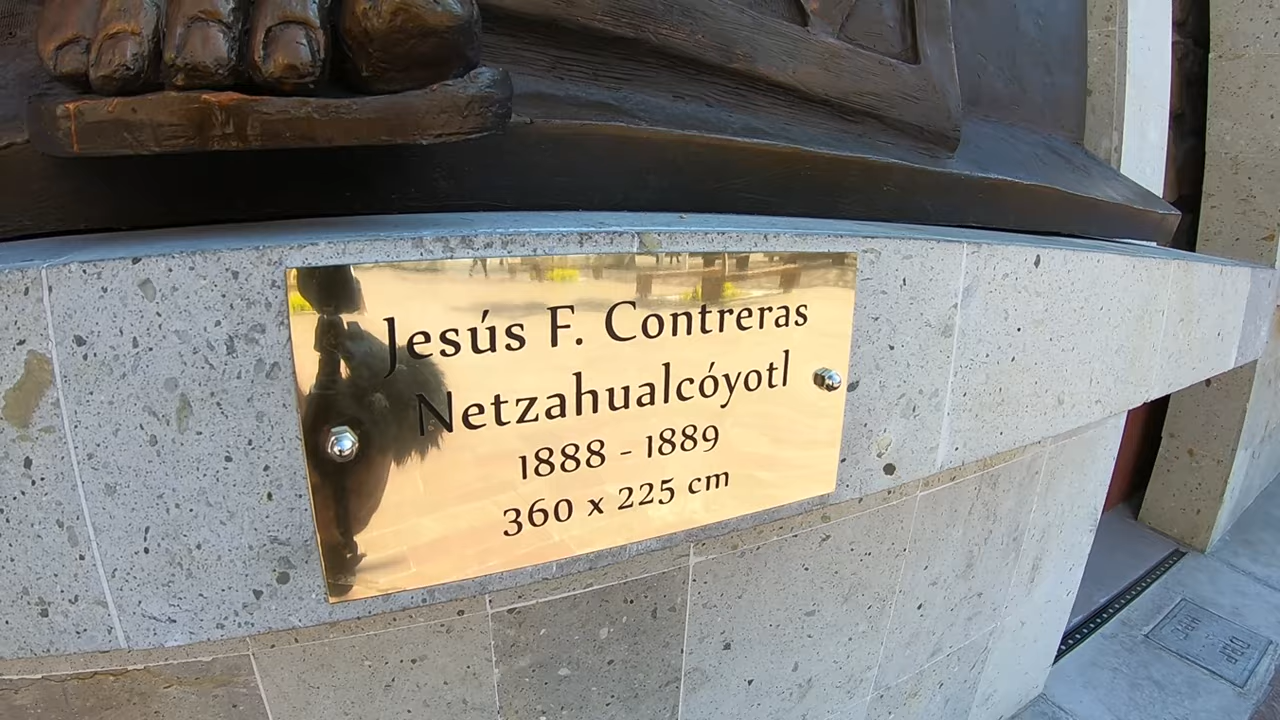 Jesús F. Contreras
Netzahualcóyotl
1888 - 1889
360 x 225 cm